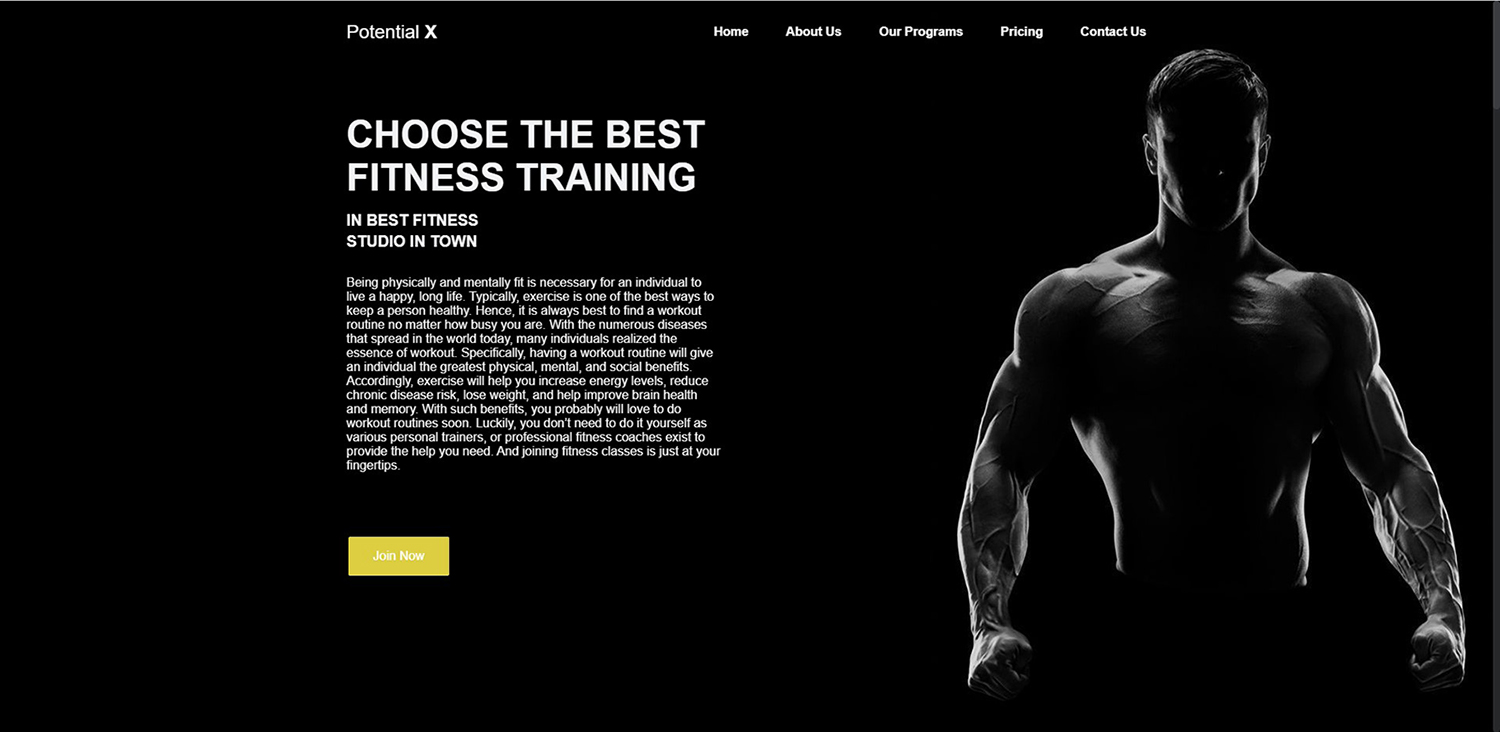 Potential X
Home About Us Our Programs Pricing Contact Us
CHOOSE THE BEST
FITNESS TRAINING
IN BEST FITNESS
STUDIO IN TOWN
Being physically and mentally fit is necessary for an individual to
live a happy, long life. Typically, exercise is one of the best ways to
keep a person healthy. Hence, it is always best to find a workout
routine no matter how busy you are. With the numerous diseases
that spread in the world today, many individuals realized the
essence of workout. Specifically, having a workout routine will give
an individual the greatest physical, mental, and social benefits.
Accordingly, exercise will help you increase energy levels, reduce
chronic disease risk, lose weight, and help improve brain health
and memory. With such benefits, you probably will love to do
workout routines soon. Luckily, you don't need to do it yourself as
various personal trainers, or professional fitness coaches exist to
provide the help you need. And joining fitness classes is just at your
fingertips.
Join Now